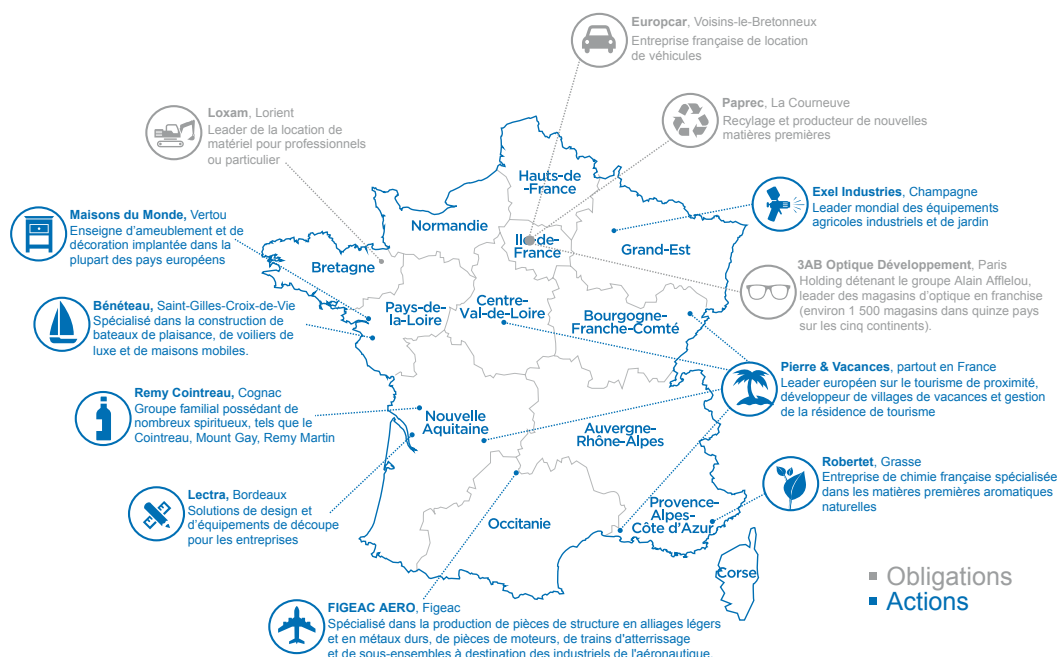 Europcar, Voisins-le-Bretonneux
Entreprise française de location
de véhicules
Loxam, Lorient
Leader de la location de
matériel pour professionnels
ou particulier
Paprec, La Courneuve
Recylage et producteur de nouvelles
matières premières
Maisons du Monde, Vertou
Enseigne d'ameublement et de
décoration implantée dans la
plupart des pays européens
Exel Industries, Champagne
Leader mondial des équipements
agricoles industriels et de jardin
3AB Optique Développement, Paris
Holding détenant le groupe Alain Afflelou,
leader des magasins d'optique en franchise
(environ 1 500 magasins dans quinze pays
sur les cinq continents).
Bénéteau, Saint-Gilles-Croix-de-Vie
Spécialisé dans la construction de
bateaux de plaisance, de voiliers de
luxe et de maisons mobiles.
Pierre & Vacances, partout en France
Leader européen sur le tourisme de proximité,
développeur de villages de vacances et gestion
de la résidence de tourisme
Remy Cointreau, Cognac
Groupe familial possédant de
nombreux spiritueux, tels que le
Cointreau, Mount Gay, Remy Martin
Robertet, Grasse
Entreprise de chimie française spécialisée
dans les matières premières aromatiques
naturelles
Lectra, Bordeaux
Solutions de design et
d'équipements de découpe
pour les entreprises
FIGEAC AERO, Figeac
Spécialisé dans la production de pièces de structure en alliages légers
et en métaux durs, de pièces de moteurs, de trains d'atterrissage
et de sous-ensembles à destination des industriels de l'aéronautique.
Hauts-de
-France
Normandie
Ile-de-
France
Grand-Est
Bretagne
Pays-de-
la-Loire
Centre-
Val-de-Loire
Bourgogne-
Franche-Comté
Nouvelle
Aquitaine
Auvergne-
Rhône-Alpes
Occitanie
Provence-
Alpes-
Côte d'Azur
Corse
Obligations
Actions